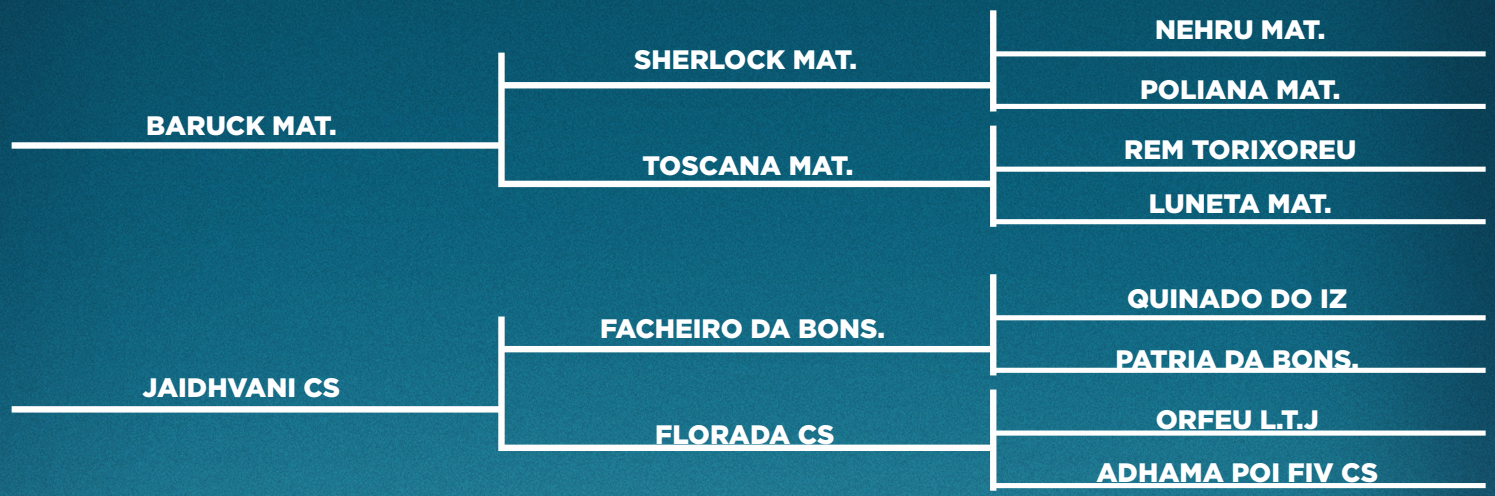 NEHRU MAT.
SHERLOCK MAT.
POLIANA MAT.
BARUCK MAT.
REM TORIXOREU
TOSCANA MAT.
LUNETA MAT.
QUINADO DO IZ
FACHEIRO DA BONS.
PATRIA DA BONS.
JAIDHVANI CS
ORFEU L.T.J
FLORADA CS
ADHAMA POI FIV CS